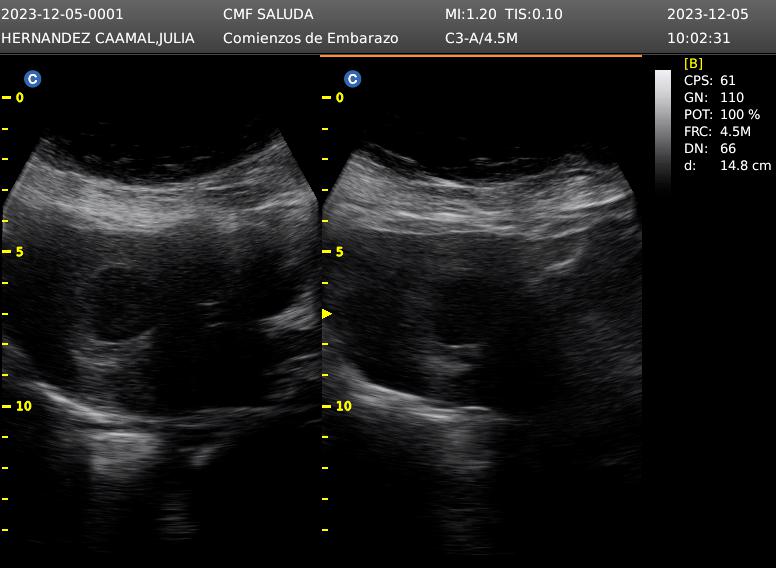 2023-12-05-0001 CMF SALUDA MI:1.20 TIS:0.10 2023-12-05
HERNANDEZ CAAMAL,JULIA Comienzos de Embarazo C3-A/4.5M 10:02:31
[B]
CPS: 61
GN: 110
POT: 100 %
FRC: 4.5M
DN: 66
d: 14.8 cm
C C
0 0
5 5
10 10